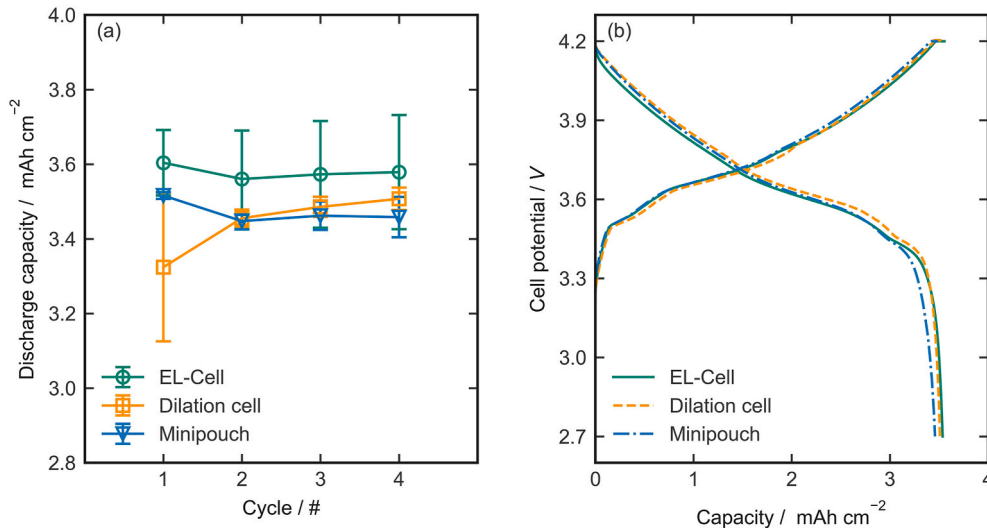 (a)
4.0
3.8
3.6
3.4
3.2
3.0
2.8
Discharge capacity / mAh cm⁻²
EL-Cell
Dilation cell
Minipouch
1 2 3 4
Cycle / #
(b)
4.2
3.9
3.6
3.3
3.0
2.7
Cell potential / V
EL-Cell
Dilation cell
Minipouch
0 1 2 3 4
Capacity / mAh cm⁻²